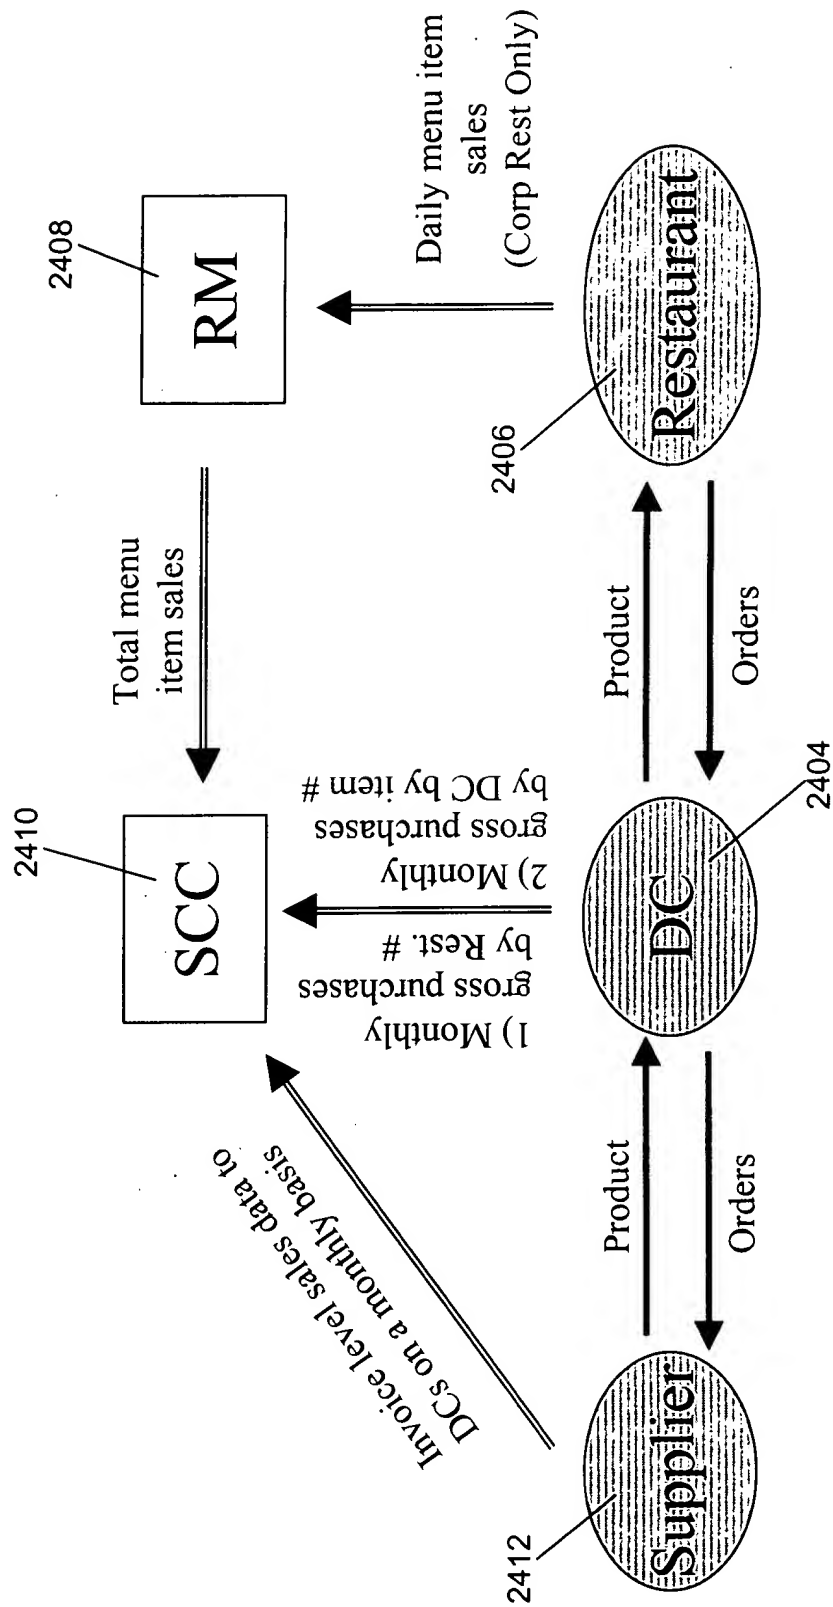 2410
SCC
Total menu
item sales
2408
RM
Invoice level sales data to
DCs on a monthly basis
1) Monthly
gross purchases
by Rest. #
2) Monthly
gross purchases
by DC by item #
Daily menu item
sales
(Corp Rest Only)
2412
Supplier
Product
Orders
DC
2404
Product
Orders
2406
Restaurant